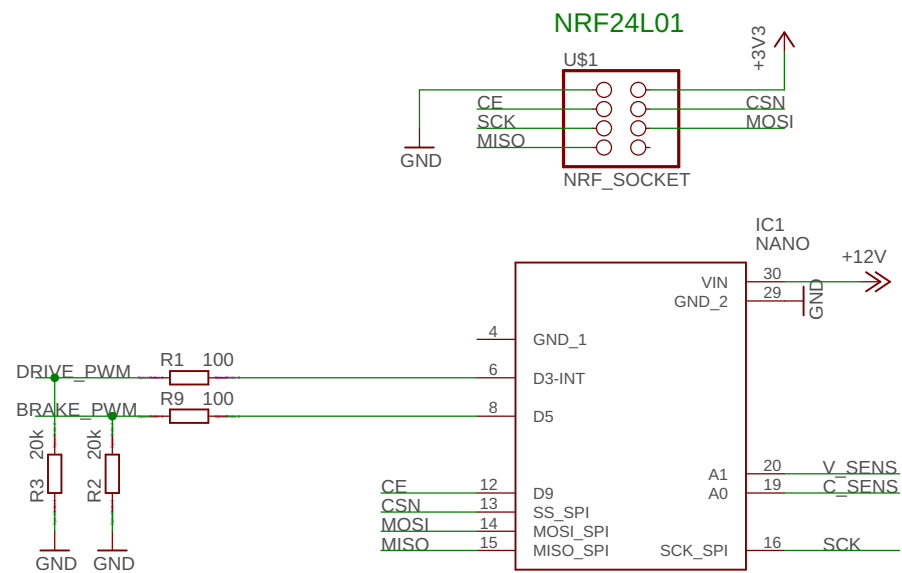 NRF24L01
U$1
+3V3
CE
CSN
SCK
MOSI
MISO
GND
NRF_SOCKET
IC1
NANO
+12V
VIN 30
GND_2 29
GND
4 GND_1
DRIVE_PWM R1 100 6 D3-INT
BRAKE_PWM R9 100 8 D5
R3 20k
R2 20k
A1 20 V_SENS
A0 19 C_SENS
CE 12 D9
CSN 13 SS_SPI
MOSI 14 MOSI_SPI
MISO 15 MISO_SPI
SCK_SPI 16 SCK
GND GND